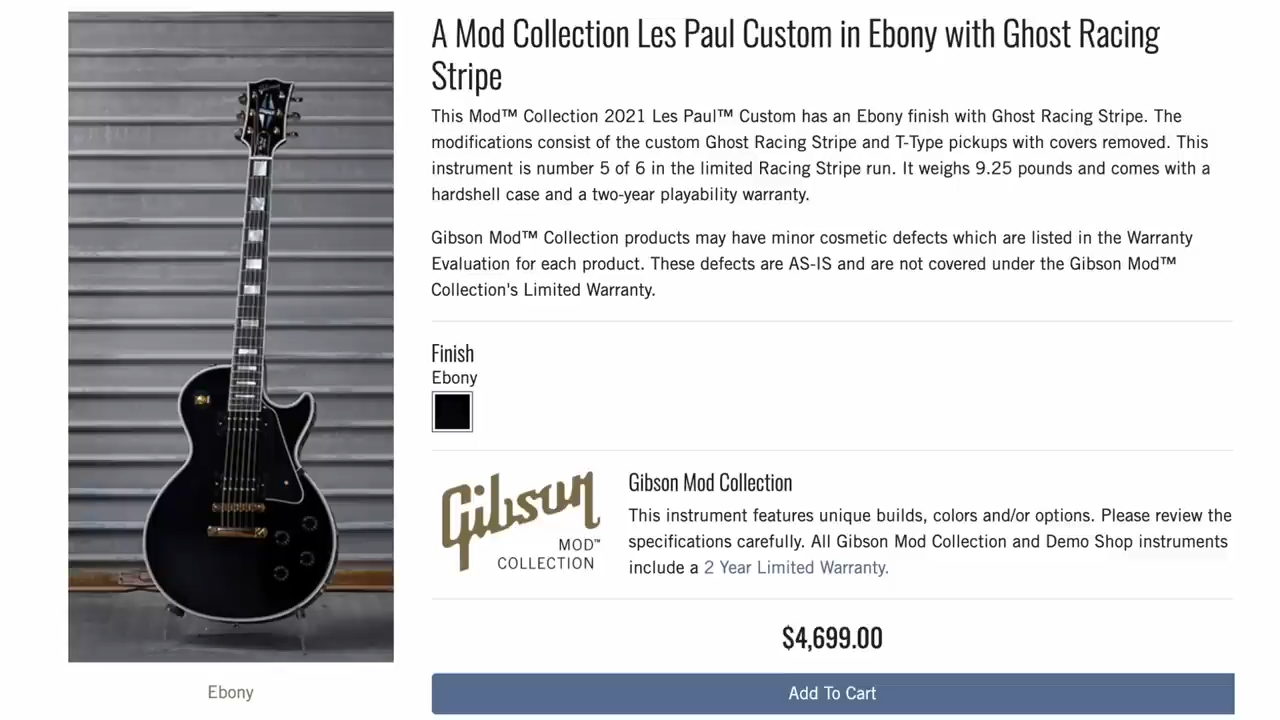 A Mod Collection Les Paul Custom in Ebony with Ghost Racing
Stripe
This Mod™ Collection 2021 Les Paul™ Custom has an Ebony finish with Ghost Racing Stripe. The
modifications consist of the custom Ghost Racing Stripe and T-Type pickups with covers removed. This
instrument is number 5 of 6 in the limited Racing Stripe run. It weighs 9.25 pounds and comes with a
hardshell case and a two-year playability warranty.
Gibson Mod™ Collection products may have minor cosmetic defects which are listed in the Warranty
Evaluation for each product. These defects are AS-IS and are not covered under the Gibson Mod™
Collection's Limited Warranty.
Finish
Ebony
Gibson
MOD™
COLLECTION
Gibson Mod Collection
This instrument features unique builds, colors and/or options. Please review the
specifications carefully. All Gibson Mod Collection and Demo Shop instruments
include a 2 Year Limited Warranty.
$4,699.00
Add To Cart
Gibson
Ebony